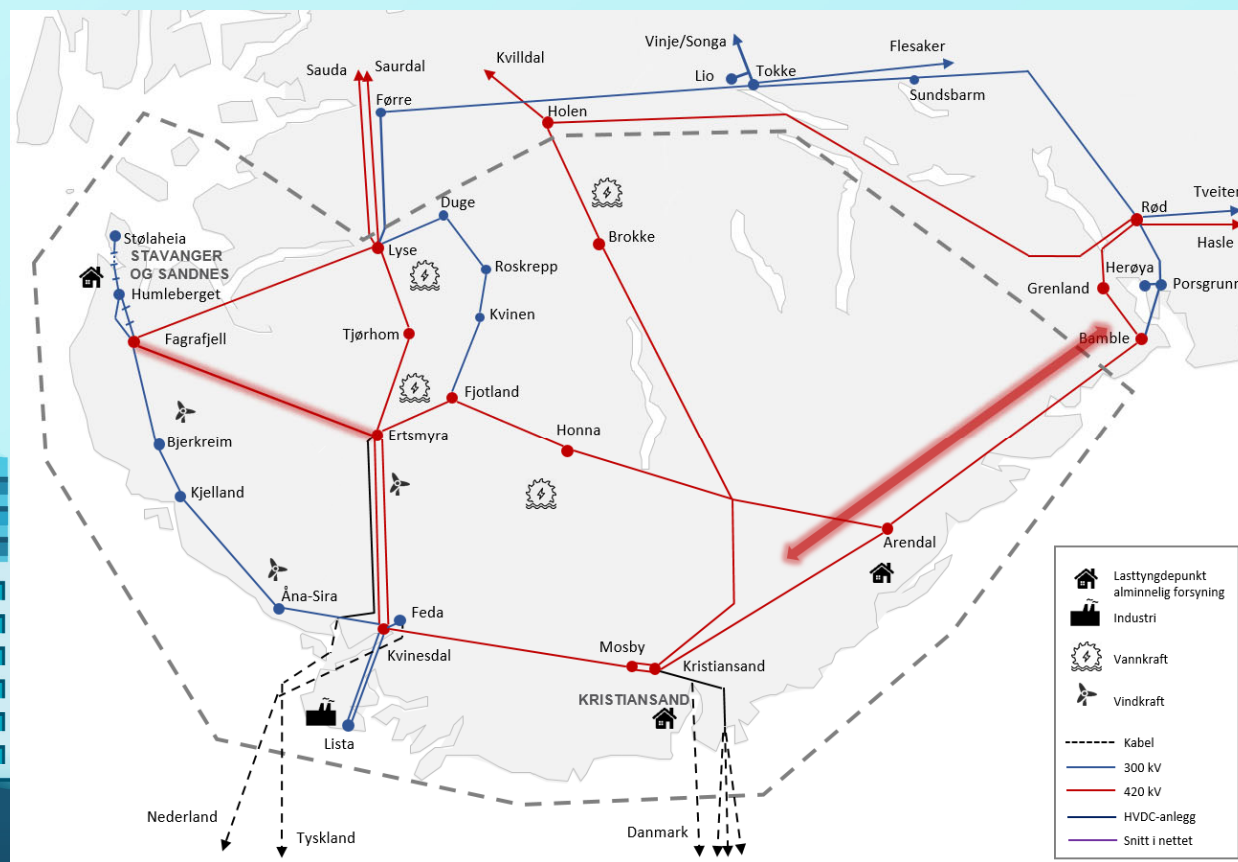 Vinje/Songa
Flesaker
Kvilldal
Saurdal
Sauda
Lio
Tokke
Sundsbarm
Førre
Holen
Tveiten
Duge
Rød
Stølaheia
Brokke
Hasle
STAVANGER
OG SANDNES
Lyse
Roskrepp
Herøya
Humleberget
Grenland
Porsgrunn
Kvinen
Fagrafjell
Tjørhom
Bamble
Fjotland
Honna
Ertsmyra
Bjerkreim
Kjelland
Arendal
Åna-Sira
Feda
Kvinesdal
Mosby
Kristiansand
KRISTIANSAND
Lista
Nederland
Tyskland
Danmark
Lasttyngdepunkt
alminnelig forsyning
Industri
Vannkraft
Vindkraft
Kabel
300 kV
420 kV
HVDC-anlegg
Snitt i nettet